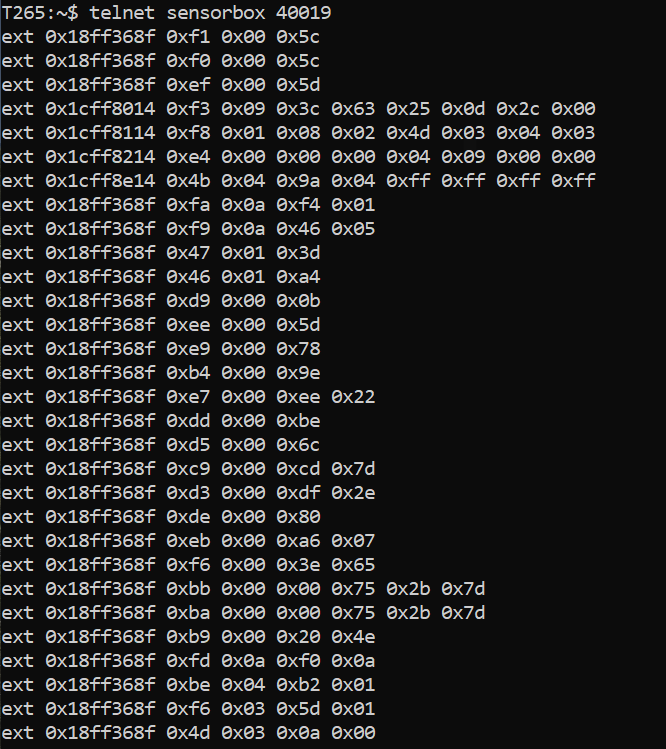 T265:~$ telnet sensorbox 40019
ext 0x18ff368f 0xf1 0x00 0x5c
ext 0x18ff368f 0xf0 0x00 0x5c
ext 0x18ff368f 0xef 0x00 0x5d
ext 0x1cff8014 0xf3 0x09 0x3c 0x63 0x25 0x0d 0x2c 0x00
ext 0x1cff8114 0xf8 0x01 0x08 0x02 0x4d 0x03 0x04 0x03
ext 0x1cff8214 0xe4 0x00 0x00 0x00 0x04 0x09 0x00 0x00
ext 0x1cff8e14 0x4b 0x04 0x9a 0x04 0xff 0xff 0xff 0xff
ext 0x18ff368f 0xfa 0x0a 0xf4 0x01
ext 0x18ff368f 0xf9 0x0a 0x46 0x05
ext 0x18ff368f 0x47 0x01 0x3d
ext 0x18ff368f 0x46 0x01 0xa4
ext 0x18ff368f 0xd9 0x00 0x0b
ext 0x18ff368f 0xee 0x00 0x5d
ext 0x18ff368f 0xe9 0x00 0x78
ext 0x18ff368f 0xb4 0x00 0x9e
ext 0x18ff368f 0xe7 0x00 0xee 0x22
ext 0x18ff368f 0xdd 0x00 0xbe
ext 0x18ff368f 0xd5 0x00 0x6c
ext 0x18ff368f 0xc9 0x00 0xcd 0x7d
ext 0x18ff368f 0xd3 0x00 0xdf 0x2e
ext 0x18ff368f 0xde 0x00 0x80
ext 0x18ff368f 0xeb 0x00 0xa6 0x07
ext 0x18ff368f 0xf6 0x00 0x3e 0x65
ext 0x18ff368f 0xbb 0x00 0x00 0x75 0x2b 0x7d
ext 0x18ff368f 0xba 0x00 0x00 0x75 0x2b 0x7d
ext 0x18ff368f 0xb9 0x00 0x20 0x4e
ext 0x18ff368f 0xfd 0x0a 0xf0 0x0a
ext 0x18ff368f 0xbe 0x04 0xb2 0x01
ext 0x18ff368f 0xf6 0x03 0x5d 0x01
ext 0x18ff368f 0x4d 0x03 0x0a 0x00